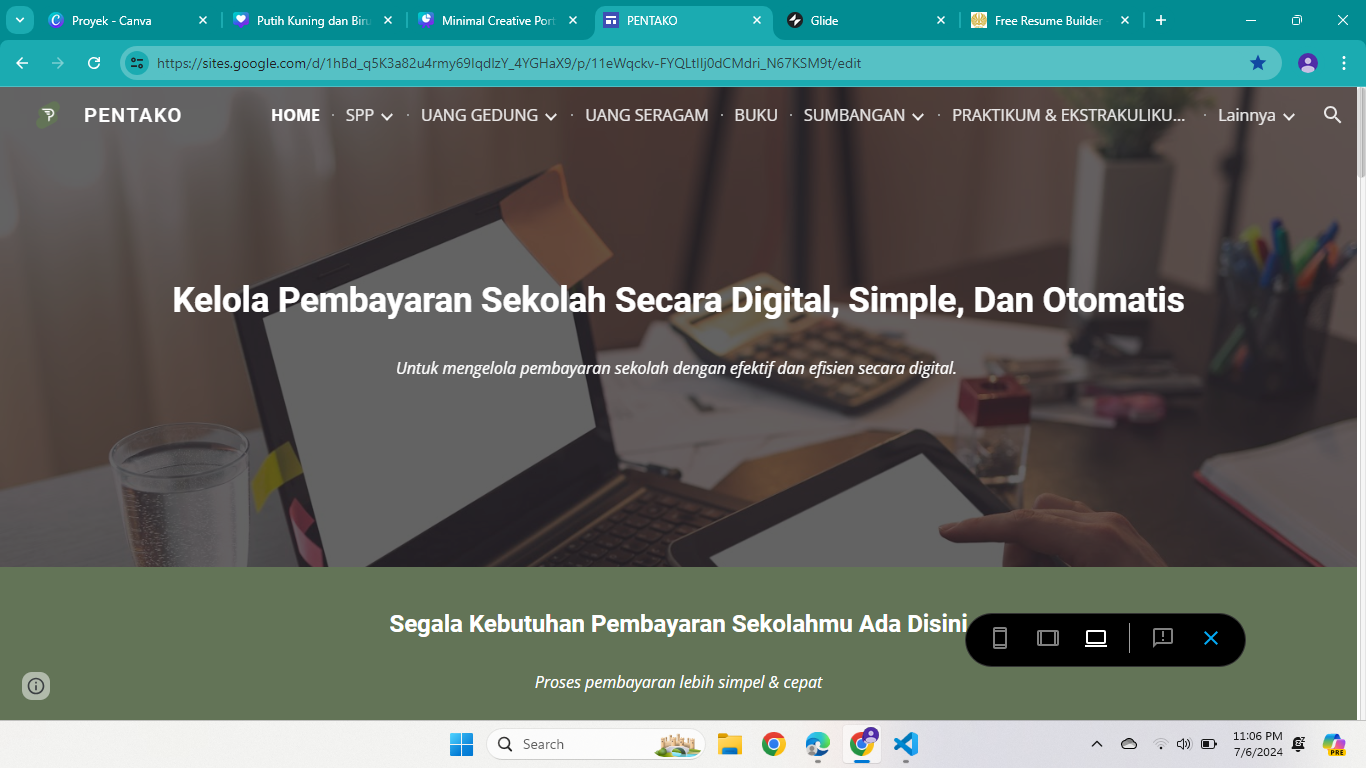 Proyek - Canva
Putih Kuning dan Biru
Minimal Creative Port
PENTAKO
Glide
Free Resume Builder
https://sites.google.com/d/1hBd_q5K3a82u4rmy69IqdIzY_4YGHaX9/p/11eWqckv-FYQLtIIj0dCMdri_N67KSM9t/edit
PENTAKO
HOME · SPP · UANG GEDUNG · UANG SERAGAM · BUKU · SUMBANGAN · PRAKTIKUM & EKSTRAKULIKU... · Lainnya
Kelola Pembayaran Sekolah Secara Digital, Simple, Dan Otomatis
Untuk mengelola pembayaran sekolah dengan efektif dan efisien secara digital.
Segala Kebutuhan Pembayaran Sekolahmu Ada Disini
Proses pembayaran lebih simpel & cepat
Search
11:06 PM
7/6/2024
PRE